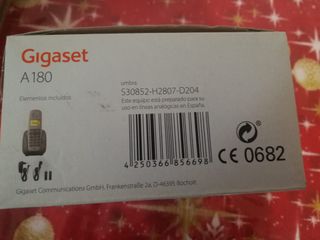 Gigaset
A180
umbra
Elementos incluidos
S30852-H2807-D204
Este equipo está preparado para su
uso en líneas analógicas en España.
4 250366 856698
CE 0682
Gigaset Communications GmbH, Frankenstraße 2a, D-46395 Bocholt